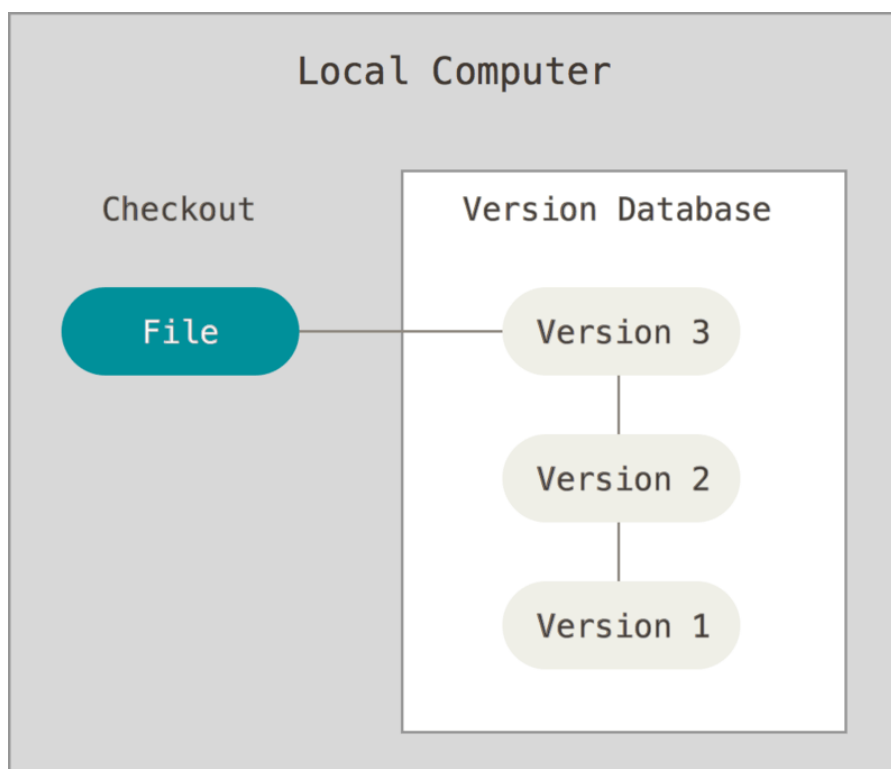 Local Computer
Checkout
Version Database
File
Version 3
Version 2
Version 1